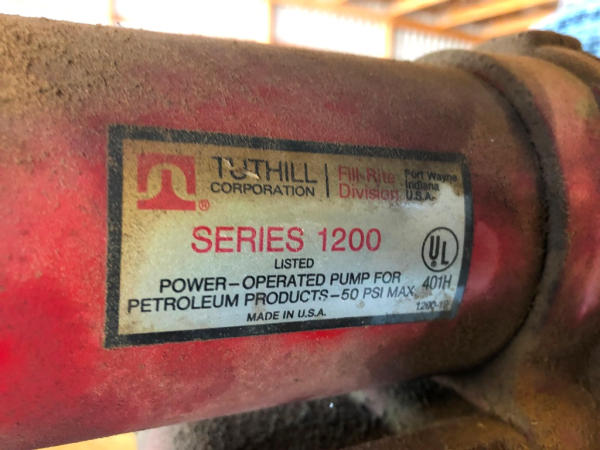 TUTHILL
CORPORATION
Fill-Rite
Division
Fort Wayne
Indiana
U.S.A.
®
SERIES 1200
LISTED
UL
POWER-OPERATED PUMP FOR
401H
PETROLEUM PRODUCTS-50 PSI MAX
MADE IN U.S.A.